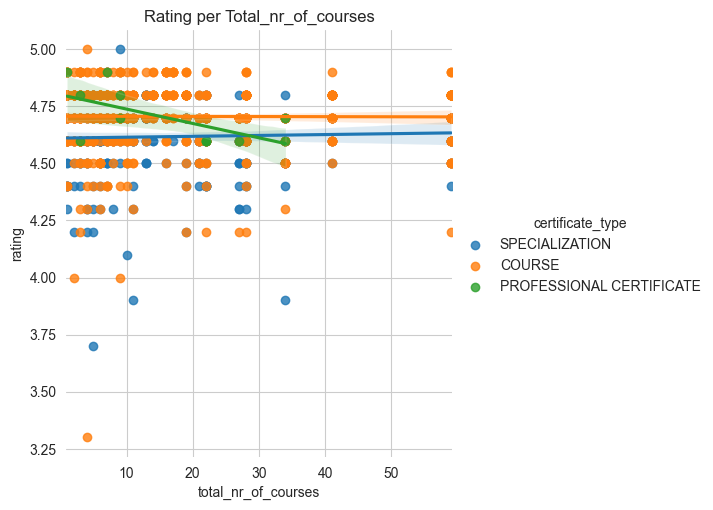 Rating per Total_nr_of_courses
5.00
4.75
4.50
4.25
4.00
3.75
3.50
3.25
rating
10
20
30
40
50
total_nr_of_courses
certificate_type
SPECIALIZATION
COURSE
PROFESSIONAL CERTIFICATE